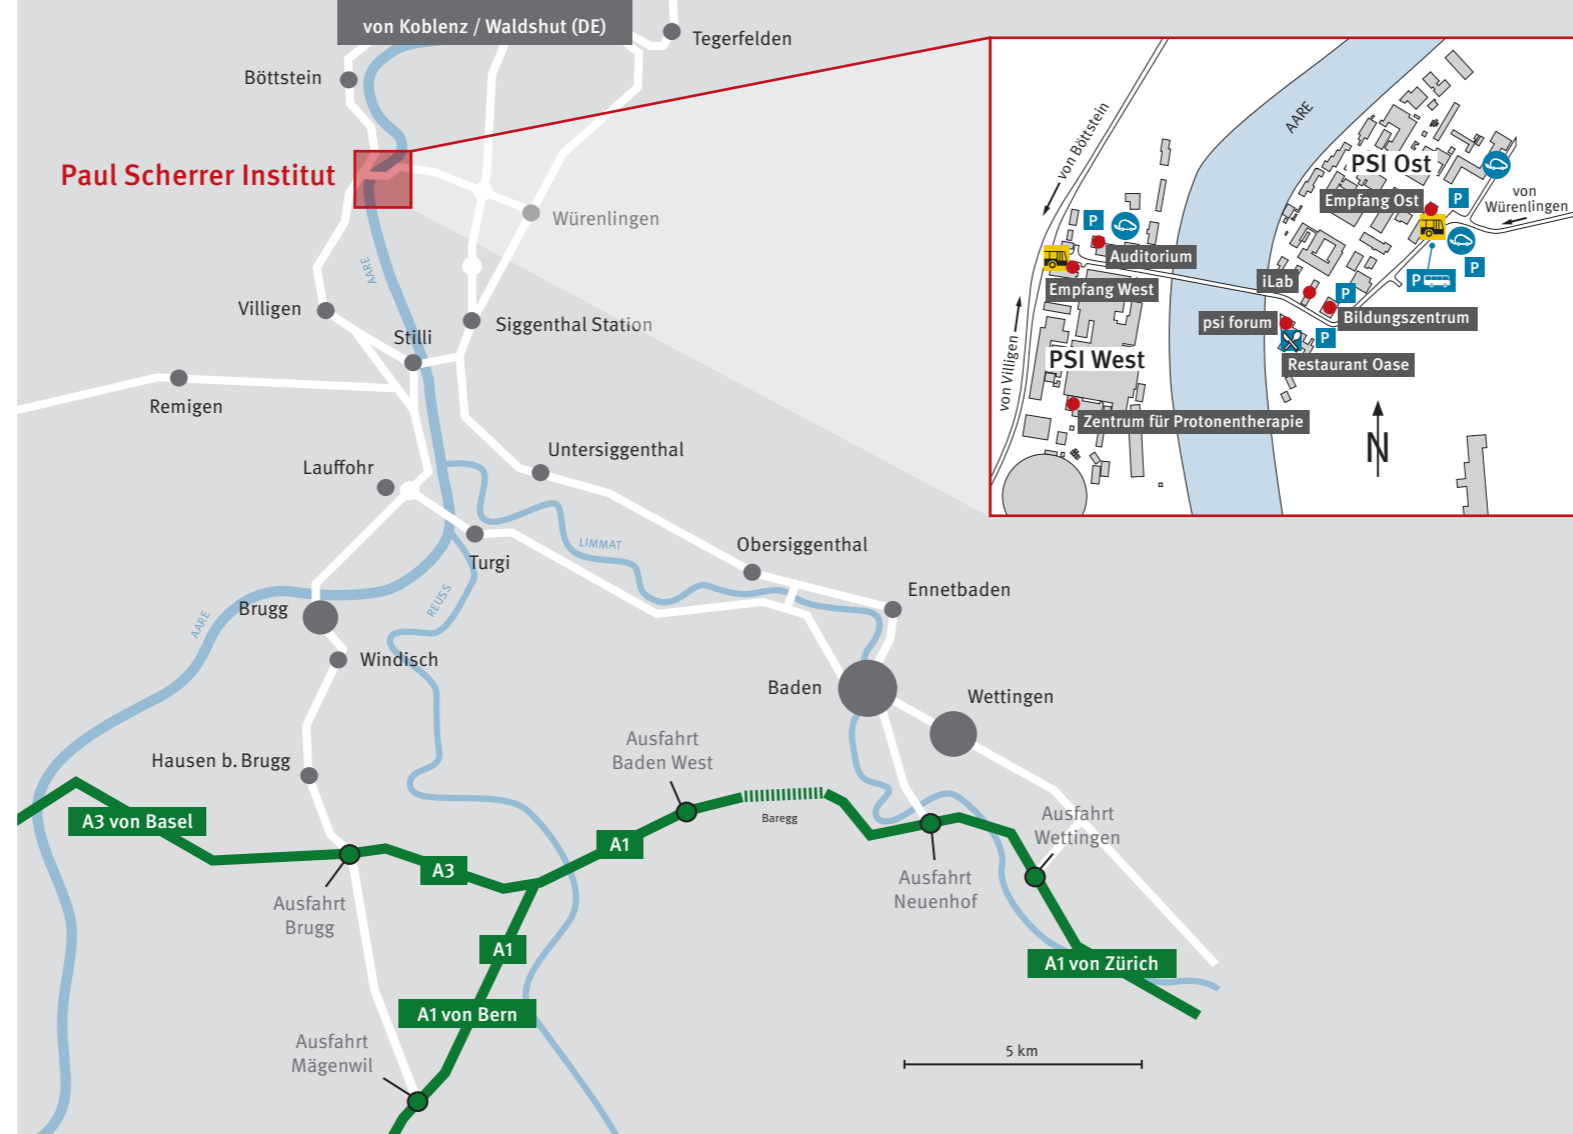 von Koblenz / Waldshut (DE)
Tegerfelden
Böttstein
Paul Scherrer Institut
Würenlingen
AARE
Villigen
Siggenthal Station
Stilli
Remigen
Lauffohr
Untersiggenthal
LIMMAT
Turgi
Obersiggenthal
Ennetbaden
REUSS
AARE
Brugg
Windisch
Baden
Wettingen
Hausen b. Brugg
Ausfahrt
Baden West
Baregg
A3 von Basel
A1
A3
Ausfahrt
Wettingen
Ausfahrt
Neuenhof
Ausfahrt
Brugg
A1
A1 von Zürich
A1 von Bern
Ausfahrt
Mägenwil
5 km
AARE
von Böttstein
PSI Ost
Empfang Ost
P
von
Würenlingen
P
Auditorium
Empfang West
P
P
iLab
P
Bildungszentrum
psi forum
P
Restaurant Oase
von Villigen
PSI West
Zentrum für Protonentherapie
N